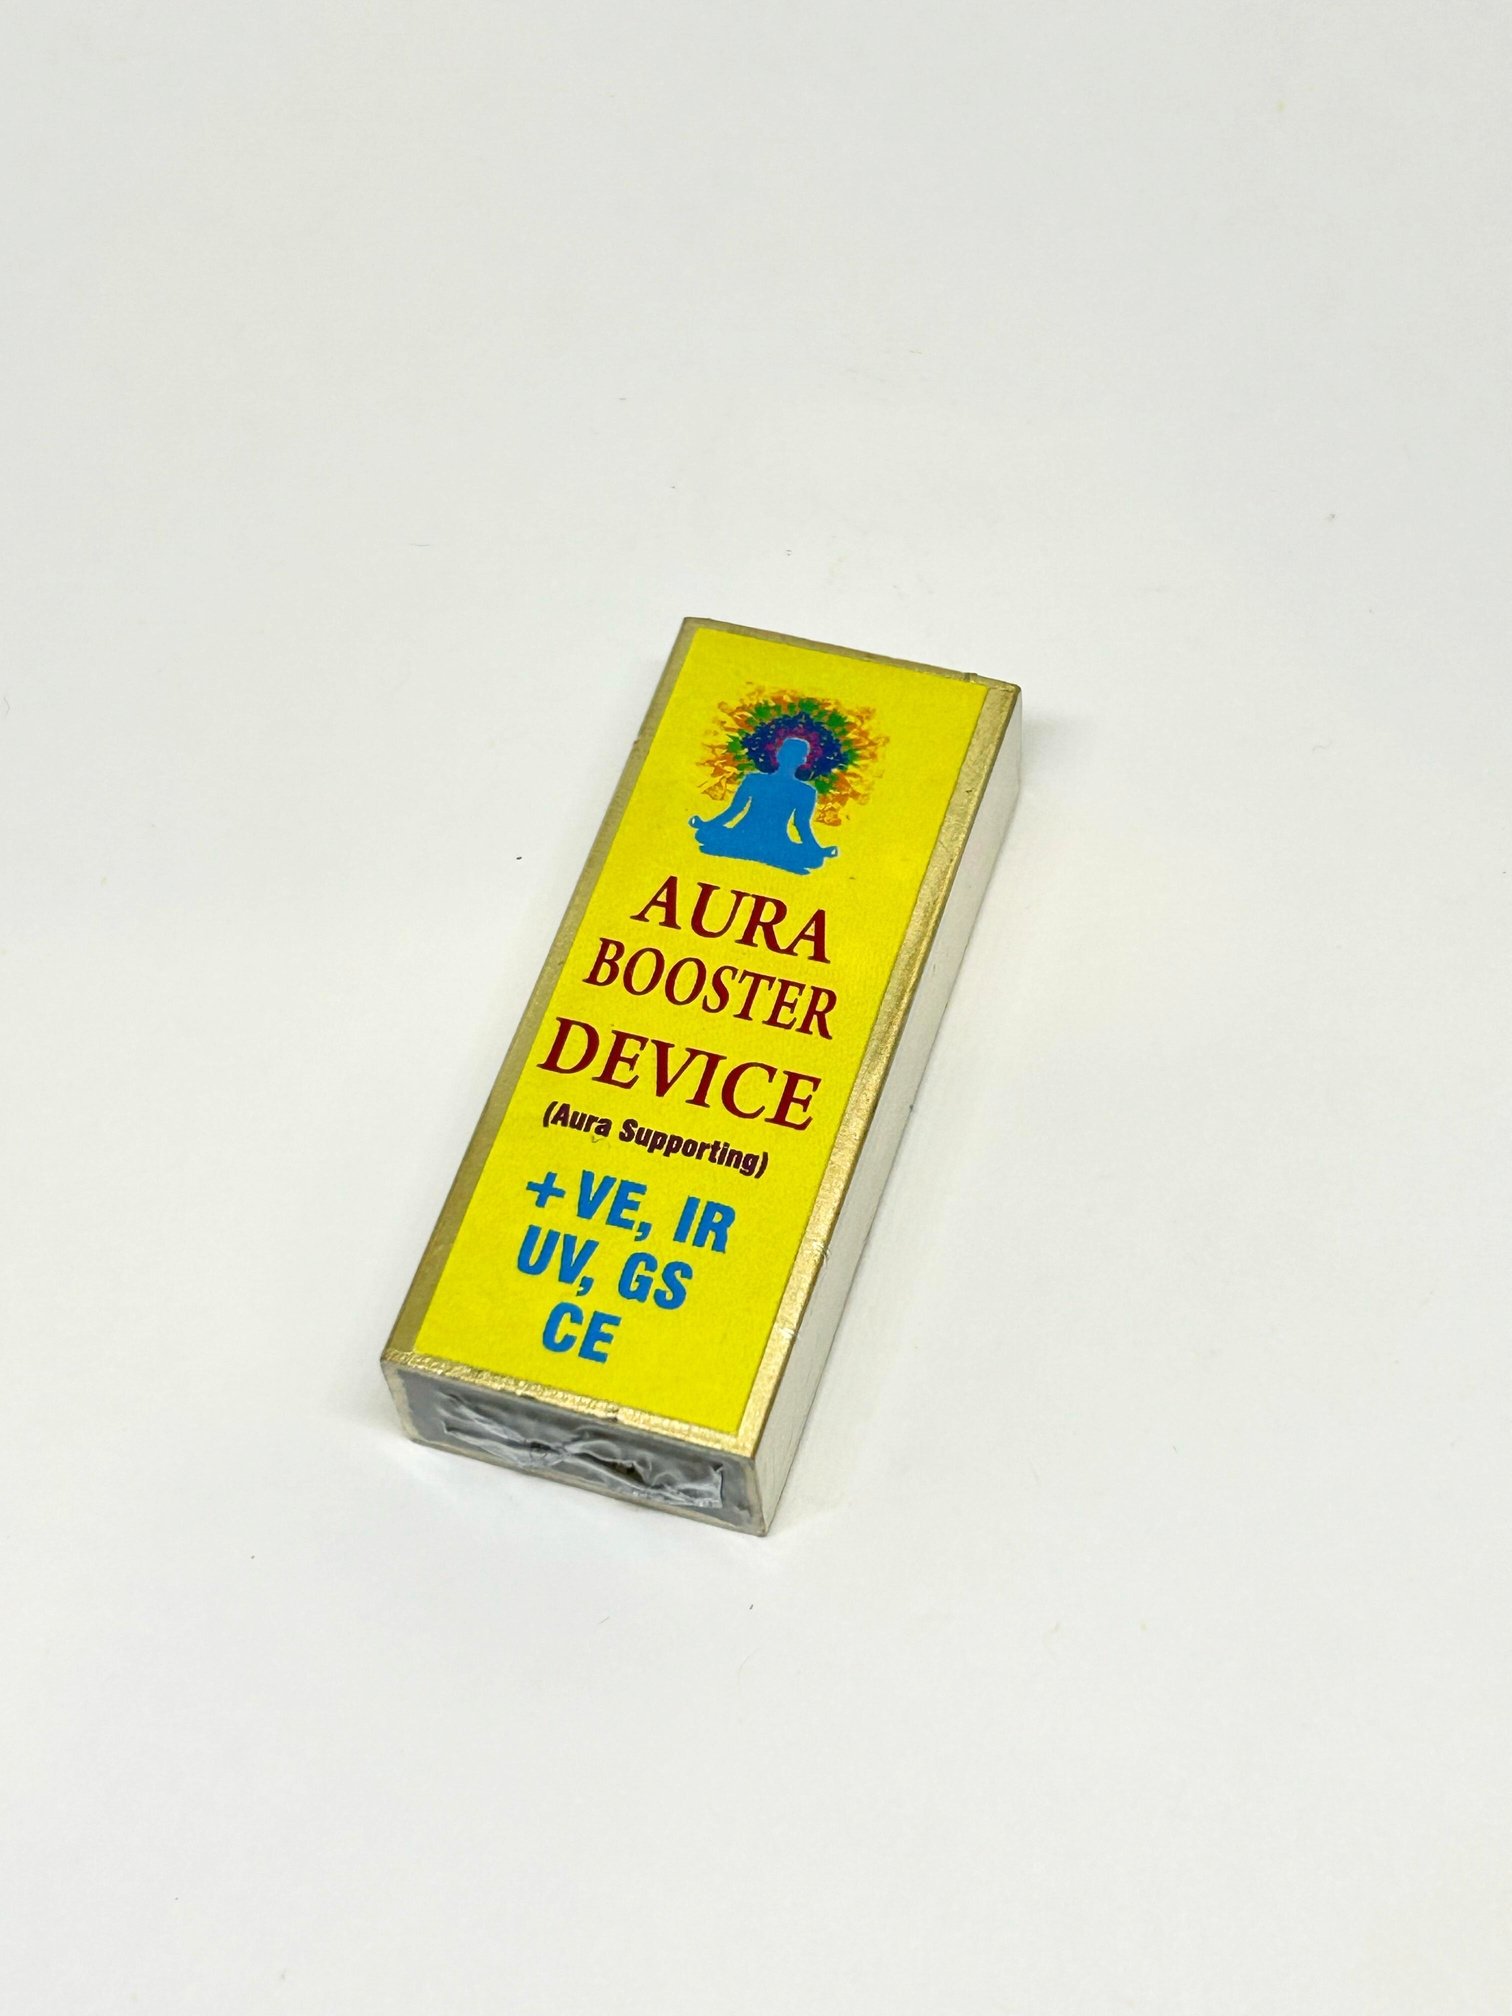 AURA
BOOSTER
DEVICE
(Aura Supporting)
+VE, IR
UV, GS
CE